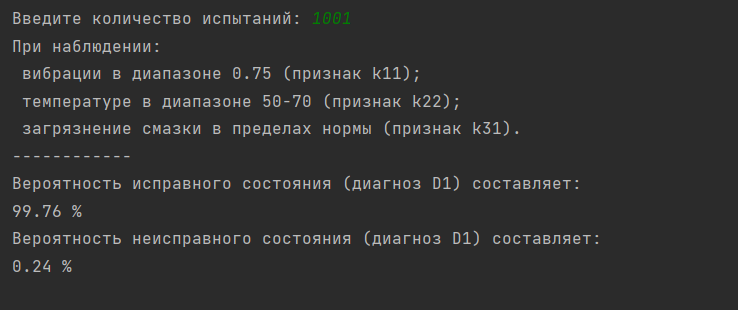 Введите количество испытаний: 1001
При наблюдении:
вибрации в диапазоне 0.75 (признак k11);
температуре в диапазоне 50-70 (признак k22);
загрязнение смазки в пределах нормы (признак k31).
------------
Вероятность исправного состояния (диагноз D1) составляет:
99.76 %
Вероятность неисправного состояния (диагноз D1) составляет:
0.24 %